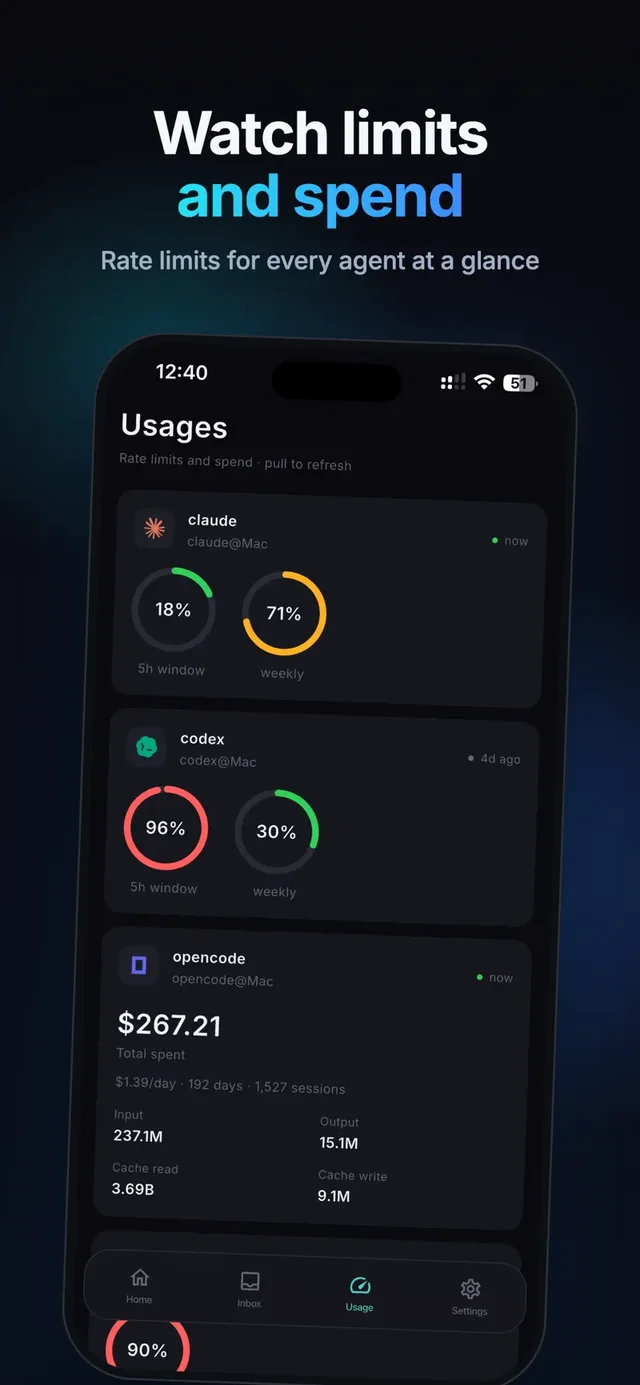 Watch limits
and spend
Rate limits for every agent at a glance
12:40
51
Usages
Rate limits and spend · pull to refresh
claude
claude@Mac
now
18%
71%
5h window
weekly
codex
codex@Mac
4d ago
96%
30%
5h window
weekly
opencode
opencode@Mac
now
$267.21
Total spent
$1.39/day · 192 days · 1,527 sessions
Input
Output
237.1M
15.1M
Cache read
Cache write
3.69B
9.1M
Home
Inbox
Usage
Settings
90%